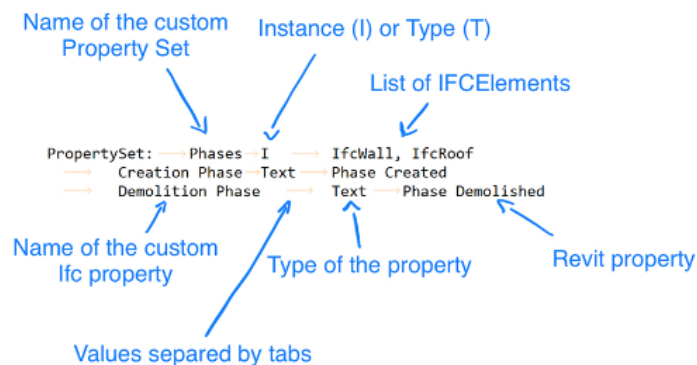 Name of the custom
Property Set
Instance (I) or Type (T)
List of IFCElements
PropertySet: Phases I IfcWall, IfcRoof
Creation Phase Text Phase Created
Demolition Phase Text Phase Demolished
Name of the custom
Ifc property
Type of the property
Revit property
Values separed by tabs